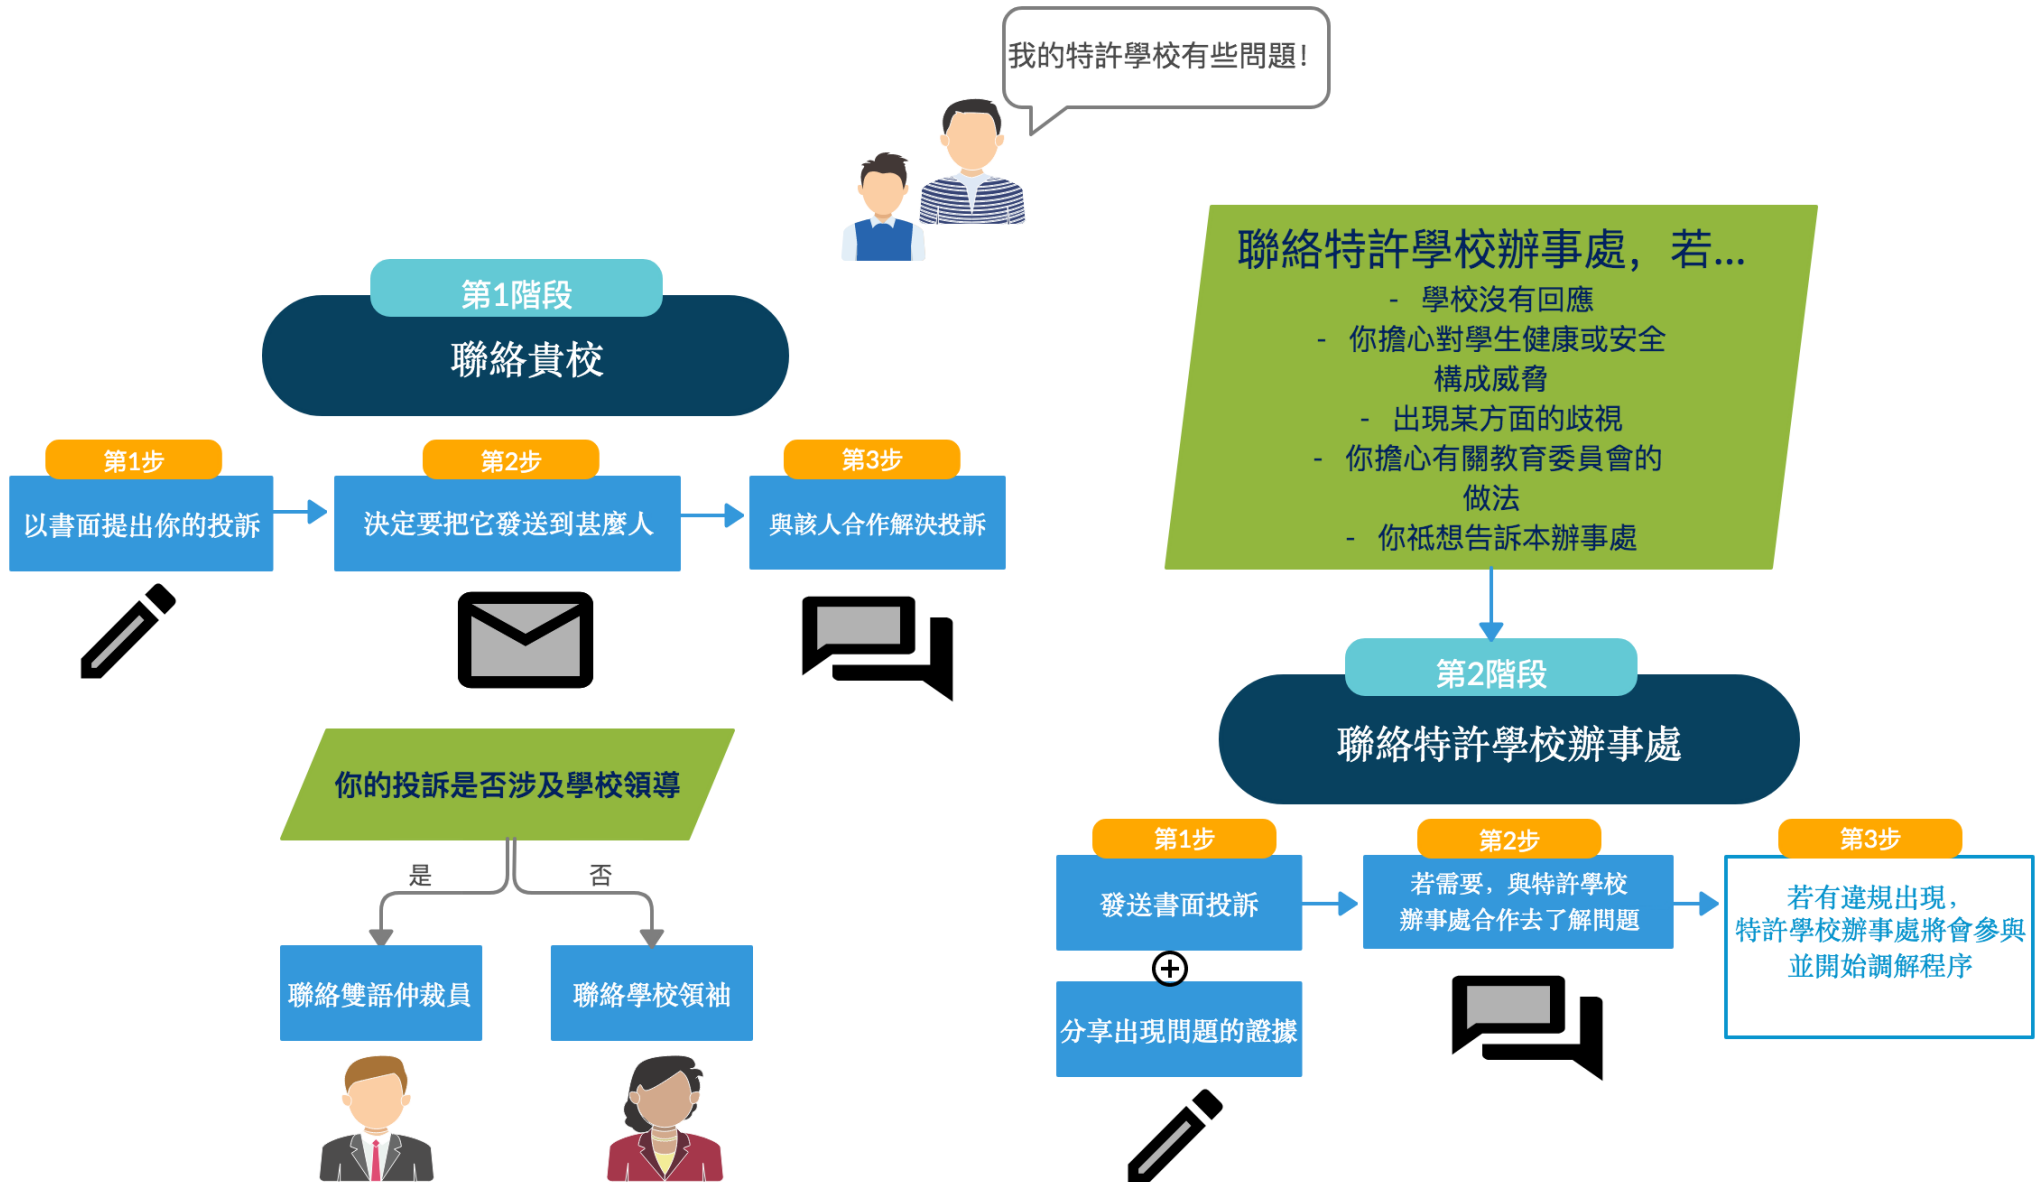 我的特許學校有些問題！
第1階段
聯絡貴校
第1步
以書面提出你的投訴
第2步
決定要把它發送到甚麼人
第3步
與該人合作解決投訴
你的投訴是否涉及學校領導
是
否
聯絡雙語仲裁員
聯絡學校領袖
聯絡特許學校辦事處，若...
- 學校沒有回應
- 你擔心對學生健康或安全
構成威脅
- 出現某方面的歧視
- 你擔心有關教育委員會的
做法
- 你祗想告訴本辦事處
第2階段
聯絡特許學校辦事處
第1步
發送書面投訴
分享出現問題的證據
第2步
若需要，與特許學校
辦事處合作去了解問題
第3步
若有違規出現，
特許學校辦事處將會參與
並開始調解程序